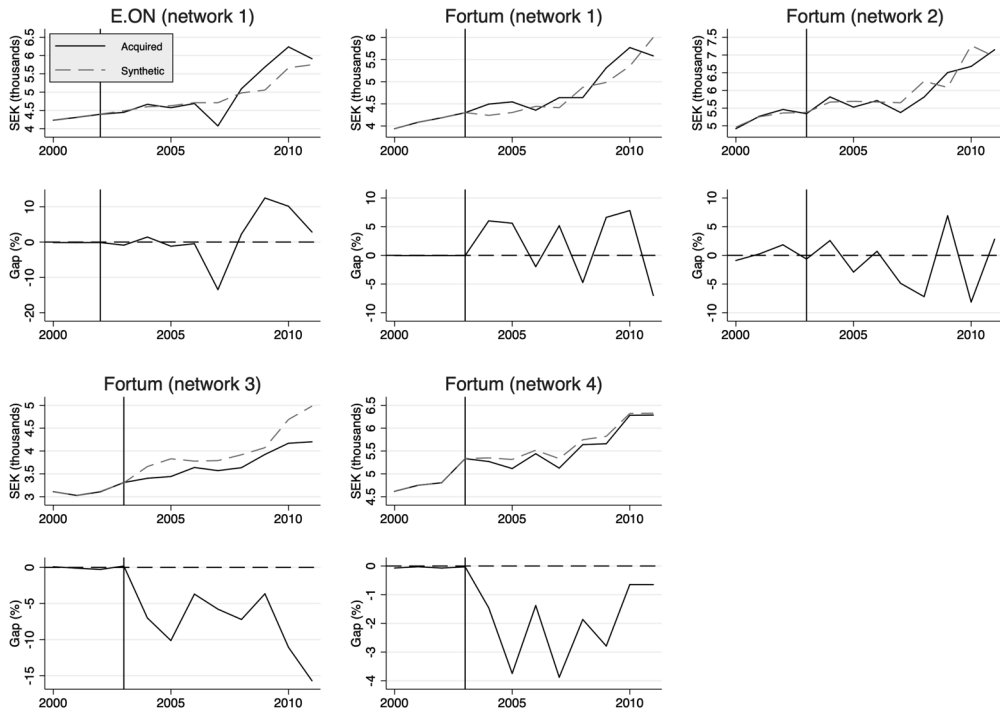 E.ON (network 1)
SEK (thousands)
4 4.5 5 5.5 6 6.5
Acquired
Synthetic
2000 2005 2010
Gap (%)
-20 -10 0 10
2000 2005 2010
Fortum (network 1)
SEK (thousands)
4 4.5 5 5.5 6
2000 2005 2010
Gap (%)
-10 -5 0 5 10
2000 2005 2010
Fortum (network 2)
SEK (thousands)
5 5.5 6 6.5 7 7.5
2000 2005 2010
Gap (%)
-10 -5 0 5 10
2000 2005 2010
Fortum (network 3)
SEK (thousands)
3 3.5 4 4.5 5
2000 2005 2010
Gap (%)
-15 -10 -5 0
2000 2005 2010
Fortum (network 4)
SEK (thousands)
4.5 5 5.5 6 6.5
2000 2005 2010
Gap (%)
-4 -3 -2 -1 0
2000 2005 2010